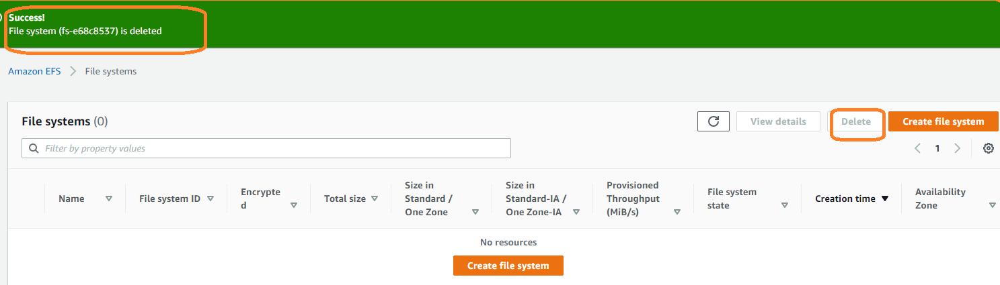 Success!
File system (fs-e68c8537) is deleted
Amazon EFS
File systems
File systems (0)
View details
Delete
Create file system
Filter by property values
1
Name
File system ID
Encrypte
d
Total size
Size in
Standard /
One Zone
Size in
Standard-IA /
One Zone-IA
Provisioned
Throughput
(MiB/s)
File system
state
Creation time
Availability
Zone
No resources
Create file system